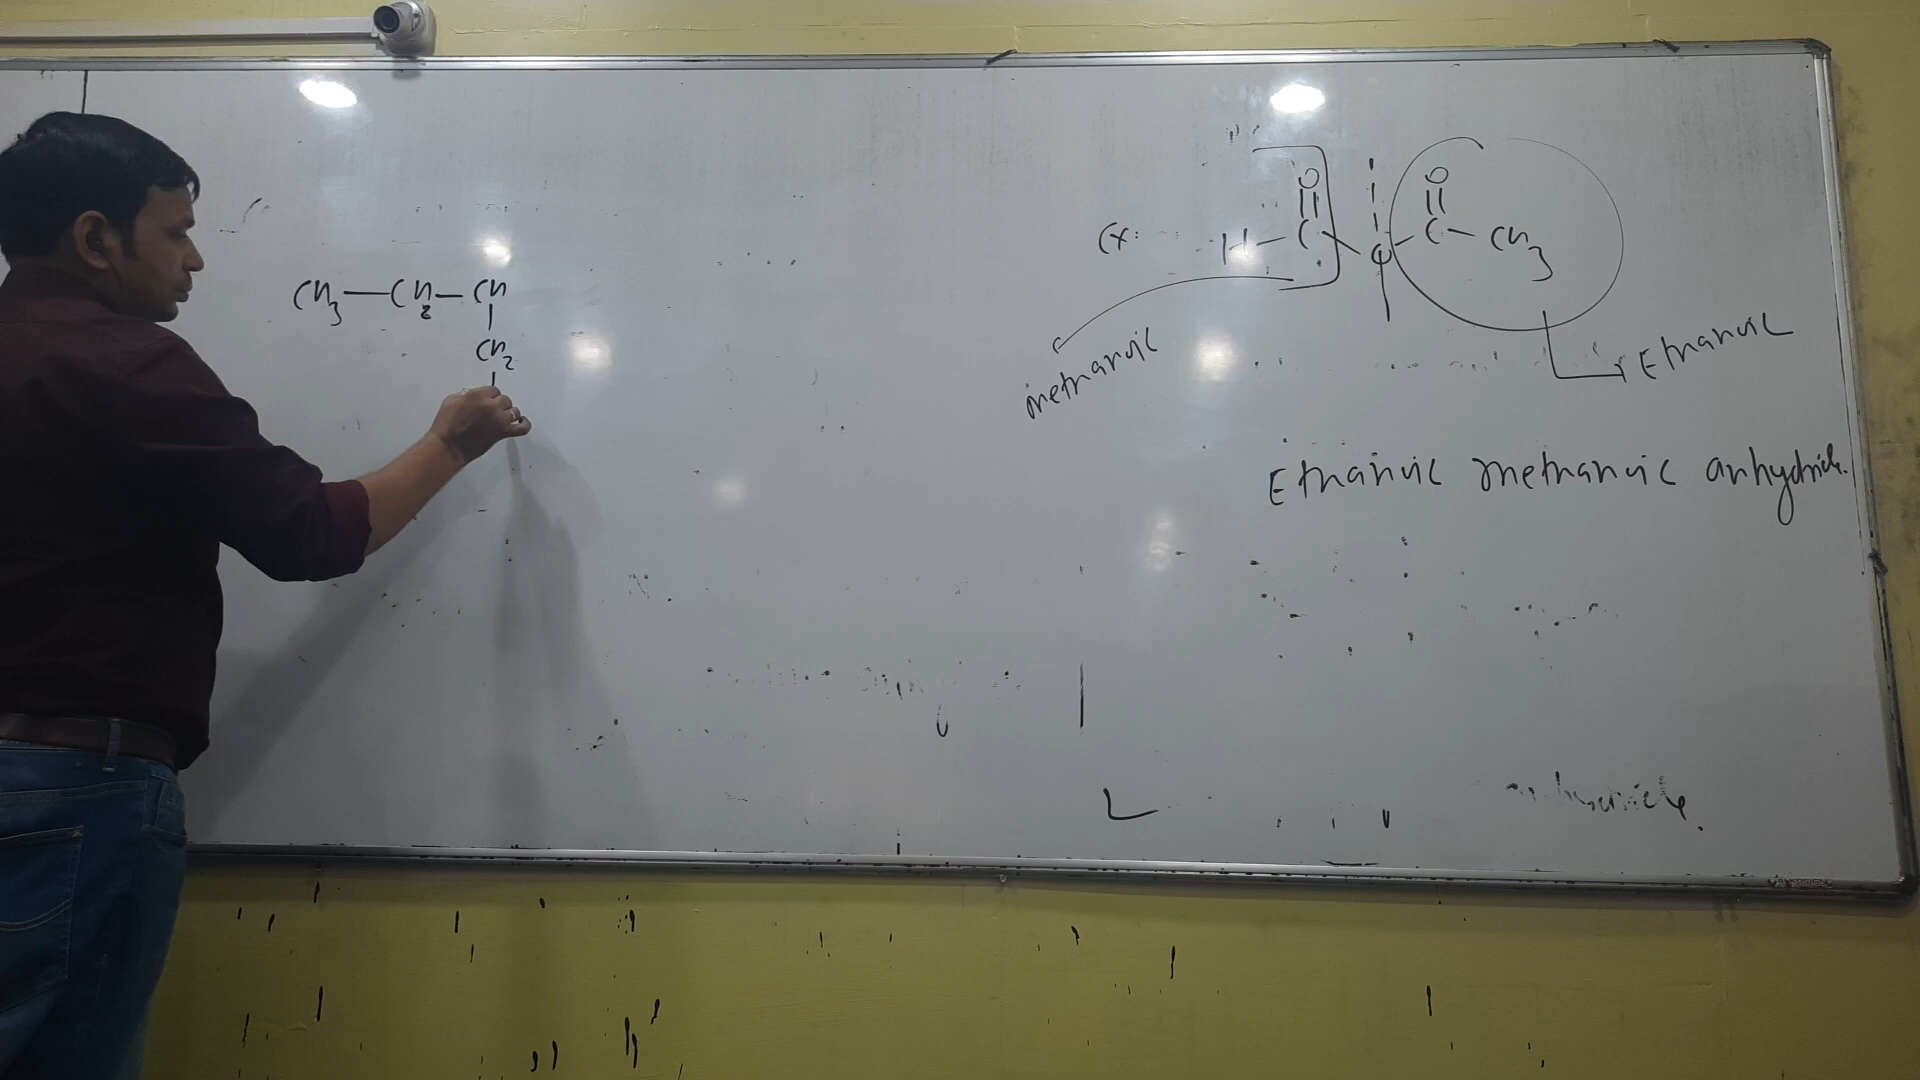 CH3—CH2—CH
CH2
Ex:
O O
H—C—O—C—CH3
methanoic
Ethanoic
Ethanoic methanoic anhydride.